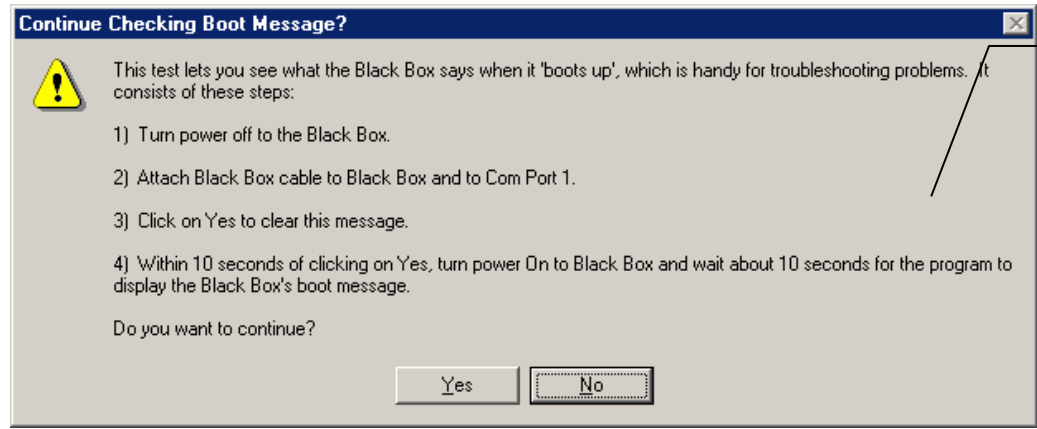 Continue Checking Boot Message?
This test lets you see what the Black Box says when it 'boots up', which is handy for troubleshooting problems. It
consists of these steps:
1) Turn power off to the Black Box.
2) Attach Black Box cable to Black Box and to Com Port 1.
3) Click on Yes to clear this message.
4) Within 10 seconds of clicking on Yes, turn power On to Black Box and wait about 10 seconds for the program to
display the Black Box's boot message.
Do you want to continue?
Yes
No